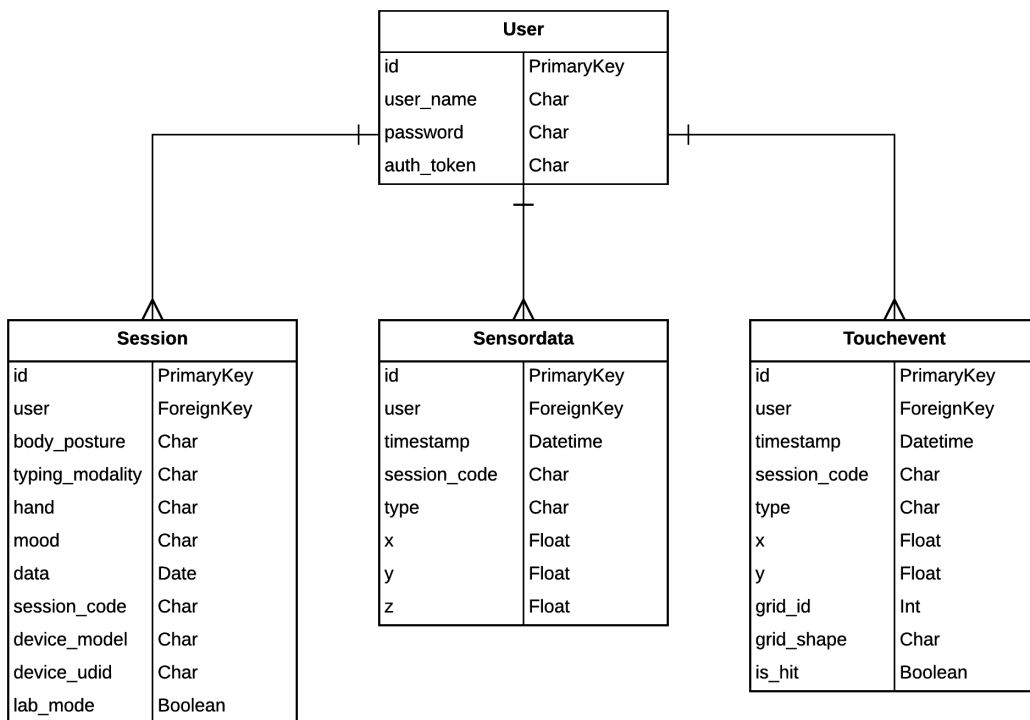 User
id PrimaryKey
user_name Char
password Char
auth_token Char
Session
id PrimaryKey
user ForeignKey
body_posture Char
typing_modality Char
hand Char
mood Char
data Date
session_code Char
device_model Char
device_udid Char
lab_mode Boolean
Sensordata
id PrimaryKey
user ForeignKey
timestamp Datetime
session_code Char
type Char
x Float
y Float
z Float
Touchevent
id PrimaryKey
user ForeignKey
timestamp Datetime
session_code Char
type Char
x Float
y Float
grid_id Int
grid_shape Char
is_hit Boolean